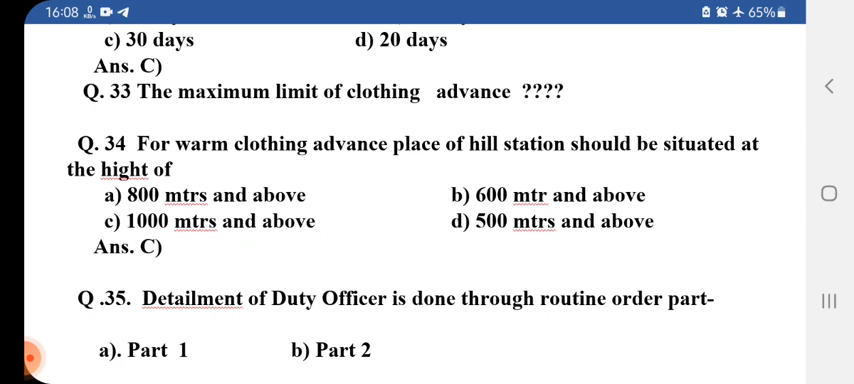 16:08 0 KB/s 65%
c) 30 days d) 20 days
Ans. C)
Q. 33 The maximum limit of clothing advance ????
Q. 34 For warm clothing advance place of hill station should be situated at
the hight of
a) 800 mtrs and above b) 600 mtr and above
c) 1000 mtrs and above d) 500 mtrs and above
Ans. C)
Q .35. Detailment of Duty Officer is done through routine order part-
a). Part 1 b) Part 2